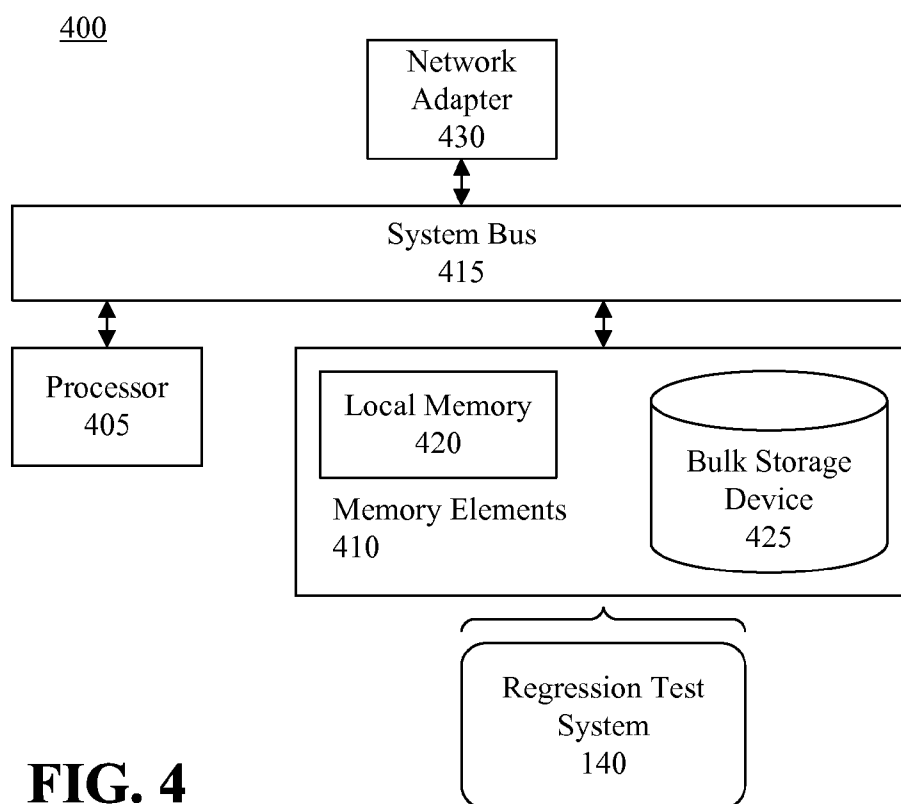 400
Network
Adapter
430
System Bus
415
Processor
405
Local Memory
420
Memory Elements
410
Bulk Storage
Device
425
Regression Test
System
140
FIG. 4